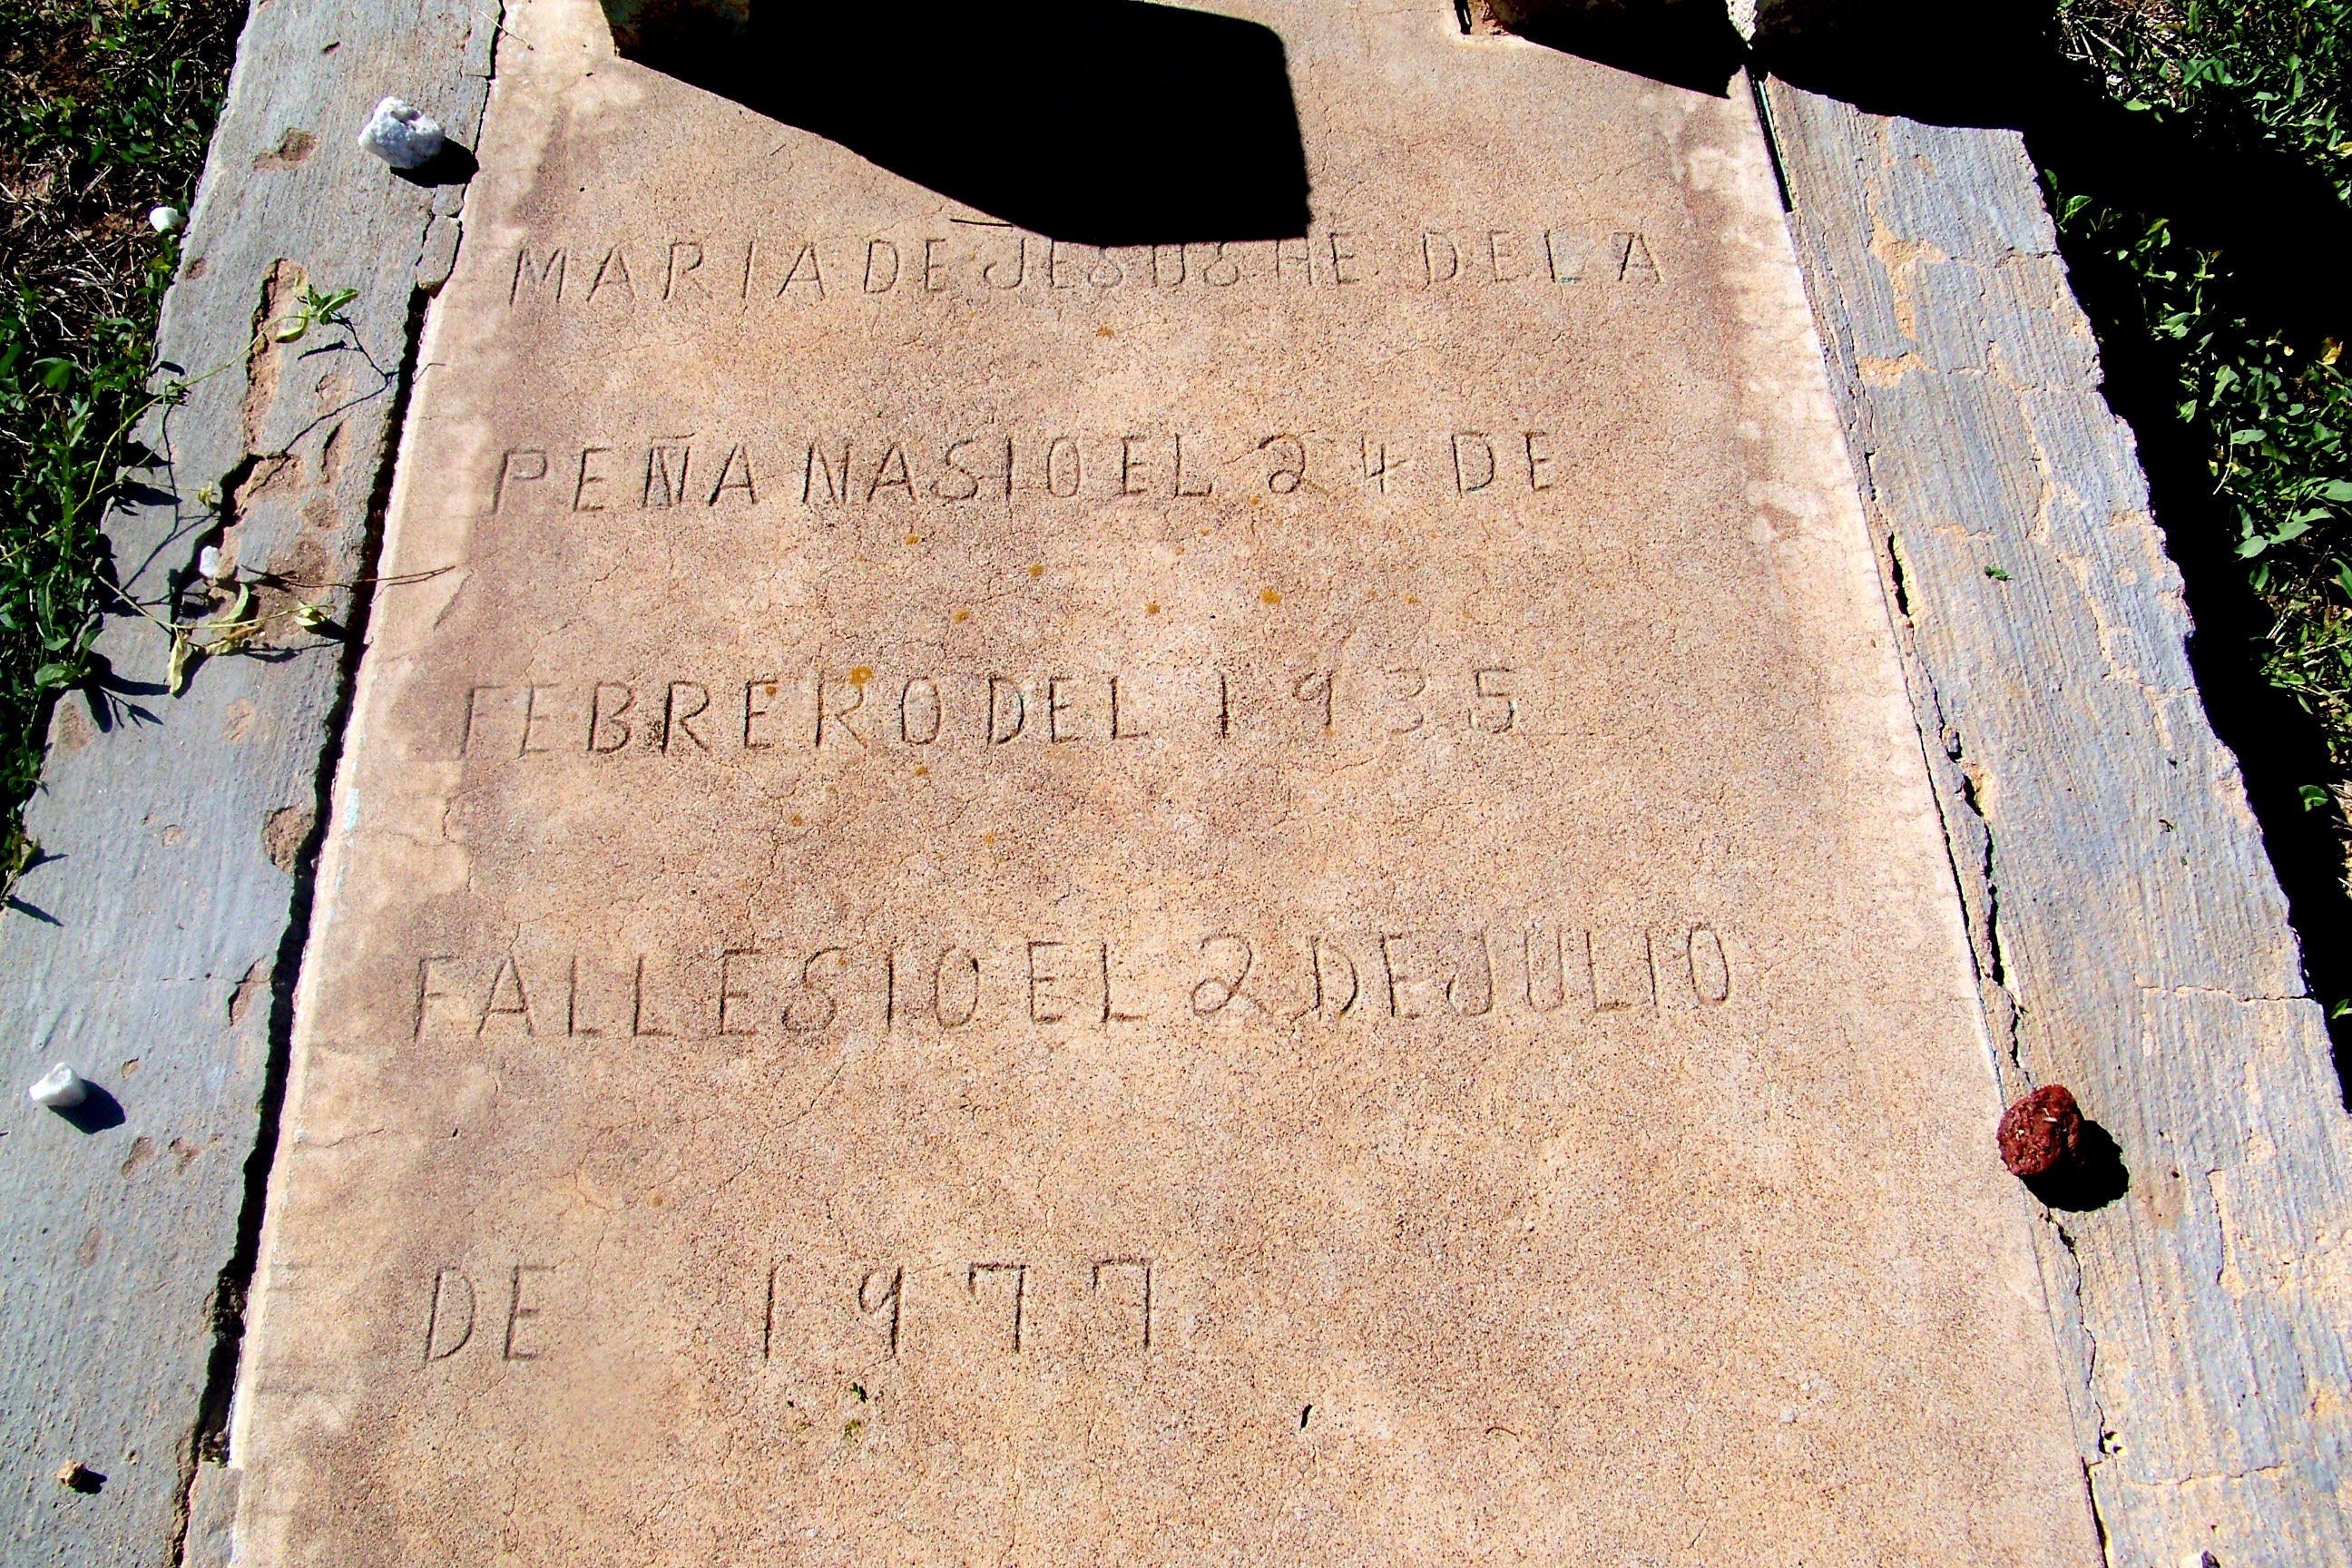 MARIA DE JESUS HE DE LA
PEÑA NASIO EL 24 DE
FEBRERO DEL 1935
FALLESIO EL 2 DE JULIO
DE 1977